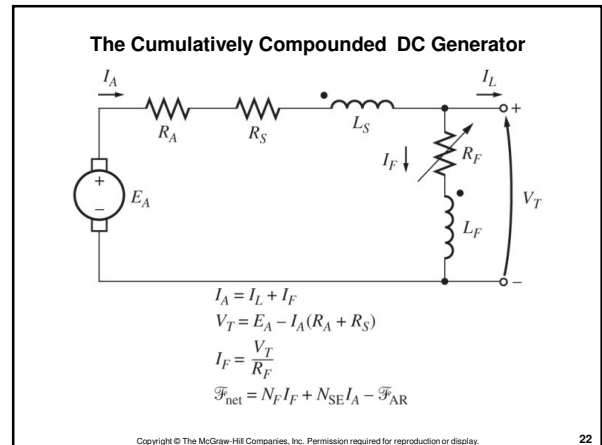 The Cumulatively Compounded DC Generator
I_A
I_L
R_A
R_S
L_S
+
I_F
R_F
+
−
E_A
V_T
L_F
−
I_A = I_L + I_F
V_T = E_A − I_A(R_A + R_S)
I_F = V_T / R_F
ℱ_net = N_F I_F + N_SE I_A − ℱ_AR
Copyright © The McGraw-Hill Companies, Inc. Permission required for reproduction or display.
22